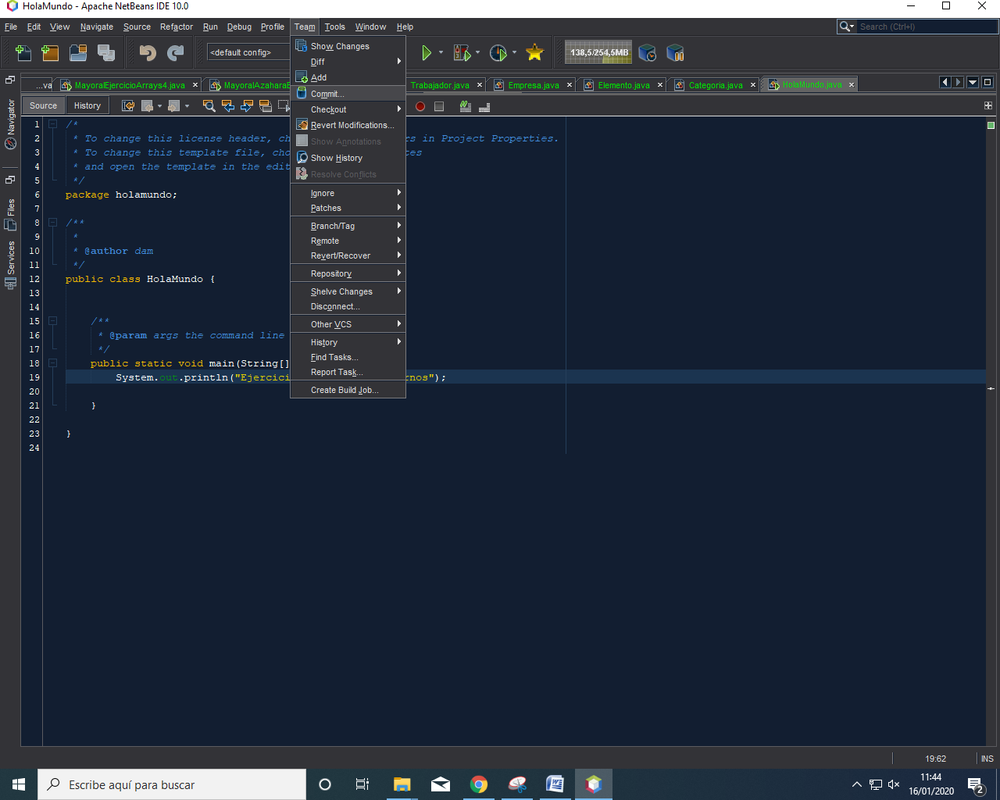 HolaMundo - Apache NetBeans IDE 10.0
File Edit View Navigate Source Refactor Run Debug Profile Team Tools Window Help
Search (Ctrl+I)
<default config>
138,5/254,5MB
...va MayoralEjercicioArrays4.java MayoralAzahara Trabajador.java Empresa.java Elemento.java Categoria.java HolaMundo.java
Source History
Navigator
Files
Services
Show Changes
Diff
Add
Commit...
Checkout
Revert Modifications...
Show Annotations
Show History
Resolve Conflicts
Ignore
Patches
Branch/Tag
Remote
Revert/Recover
Repository
Shelve Changes
Disconnect...
Other VCS
History
Find Tasks...
Report Task...
Create Build Job...
1 /*
2 * To change this license header, ch rs in Project Properties.
3 * To change this template file, cho tes
4 * and open the template in the edit
5 */
6 package holamundo;
7
8 /**
9 *
10 * @author dam
11 */
12 public class HolaMundo {
13
14
15 /**
16 * @param args the command line
17 */
18 public static void main(String[]
19 System.out.println("Ejercici rnos");
20
21 }
22
23 }
24
19:62 INS
Escribe aquí para buscar
11:44
16/01/2020
2